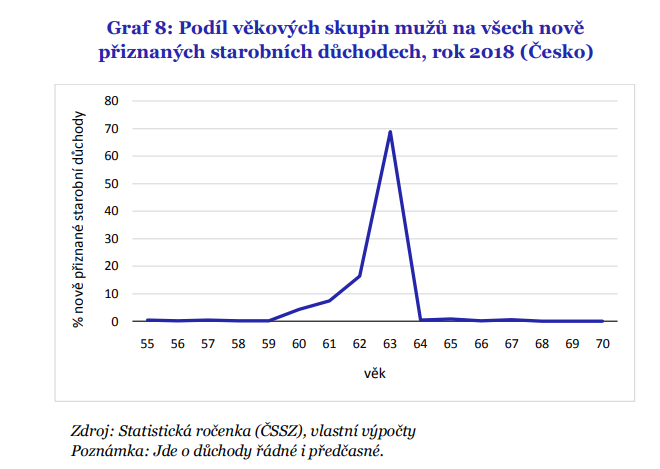 Graf 8: Podíl věkových skupin mužů na všech nově
přiznaných starobních důchodech, rok 2018 (Česko)
% nově přiznané starobní důchody
80
70
60
50
40
30
20
10
0
55 56 57 58 59 60 61 62 63 64 65 66 67 68 69 70
věk
Zdroj: Statistická ročenka (ČSSZ), vlastní výpočty
Poznámka: Jde o důchody řádné i předčasné.